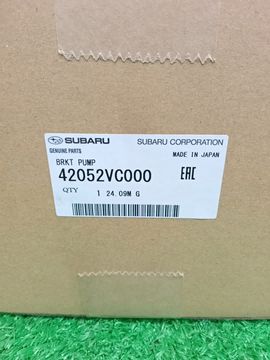 SUBARU SUBARU CORPORATION
GENUINE PARTS MADE IN JAPAN
BRKT PUMP
42052VC000 EAC
QTY 1 24.09M G